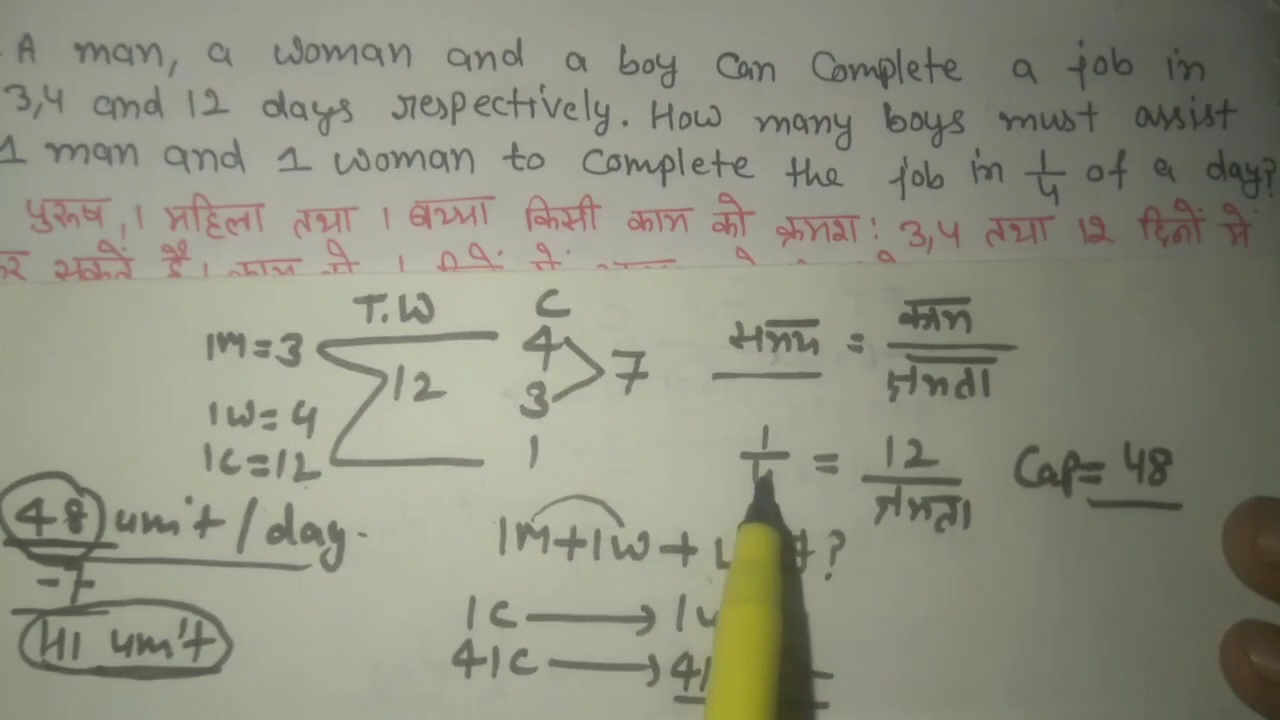 A man, a woman and a boy can complete a job in
3,4 and 12 days respectively. How many boys must assist
1 man and 1 woman to complete the job in 1/4 of a day?
पुरुष, 1 महिला तथा 1 बच्चा किसी काम को क्रमश: 3,4 तथा 12 दिनों में
सकते हैं।
T.W C
1M=3 4
12 7
1W=4 3
1C=12 1
समय = काम / क्षमता
1/4 = 12 / क्षमता Cap= 48
48 unit/day.
-7
41 unit
1M+1W+ ?
1C → 1
41C → 41